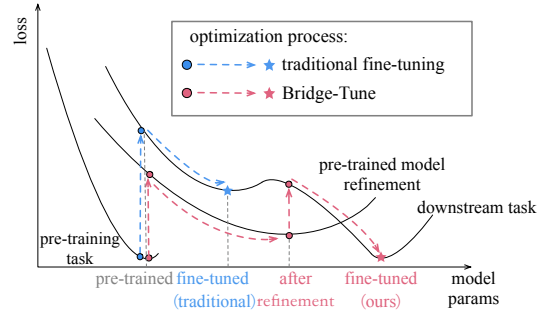 loss
optimization process:
traditional fine-tuning
Bridge-Tune
pre-trained model
refinement
downstream task
pre-training
task
pre-trained
fine-tuned
(traditional)
after
refinement
fine-tuned
(ours)
model
params